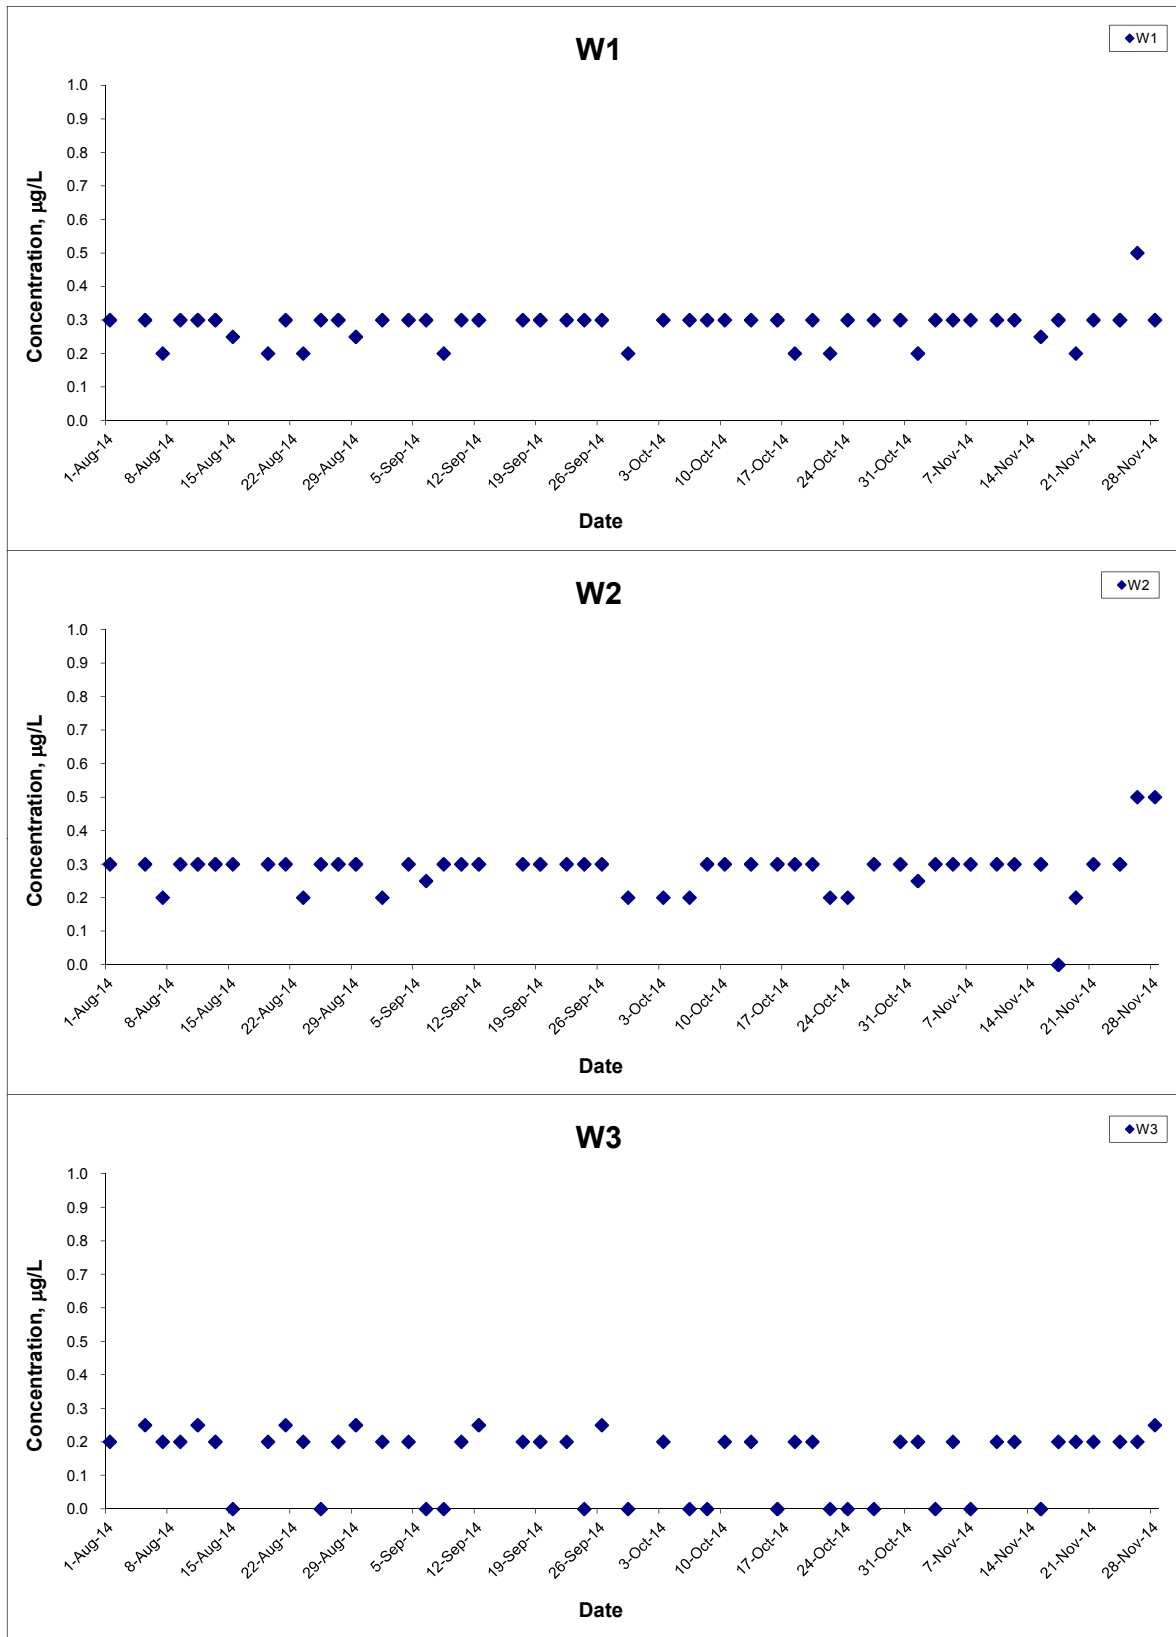 W1
W1
1.0
0.9
0.8
0.7
0.6
0.5
0.4
0.3
0.2
0.1
0.0
Concentration, µg/L
1-Aug-14
8-Aug-14
15-Aug-14
22-Aug-14
29-Aug-14
5-Sep-14
12-Sep-14
19-Sep-14
26-Sep-14
3-Oct-14
10-Oct-14
17-Oct-14
24-Oct-14
31-Oct-14
7-Nov-14
14-Nov-14
21-Nov-14
28-Nov-14
Date
W2
W2
1.0
0.9
0.8
0.7
0.6
0.5
0.4
0.3
0.2
0.1
0.0
Concentration, µg/L
1-Aug-14
8-Aug-14
15-Aug-14
22-Aug-14
29-Aug-14
5-Sep-14
12-Sep-14
19-Sep-14
26-Sep-14
3-Oct-14
10-Oct-14
17-Oct-14
24-Oct-14
31-Oct-14
7-Nov-14
14-Nov-14
21-Nov-14
28-Nov-14
Date
W3
W3
1.0
0.9
0.8
0.7
0.6
0.5
0.4
0.3
0.2
0.1
0.0
Concentration, µg/L
1-Aug-14
8-Aug-14
15-Aug-14
22-Aug-14
29-Aug-14
5-Sep-14
12-Sep-14
19-Sep-14
26-Sep-14
3-Oct-14
10-Oct-14
17-Oct-14
24-Oct-14
31-Oct-14
7-Nov-14
14-Nov-14
21-Nov-14
28-Nov-14
Date